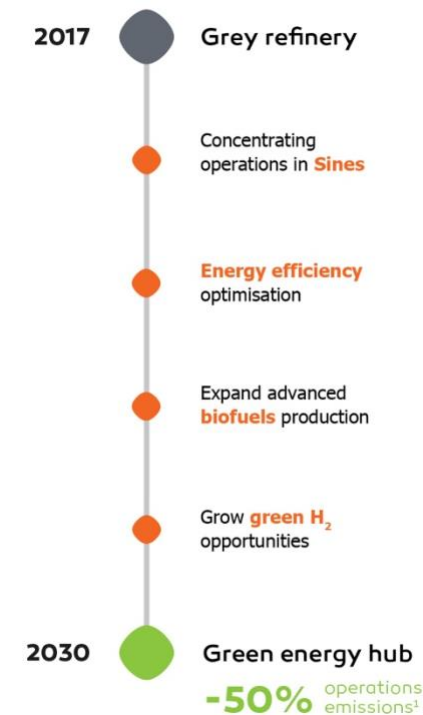 2017 Grey refinery
Concentrating
operations in Sines
Energy efficiency
optimisation
Expand advanced
biofuels production
Grow green H₂
opportunities
2030 Green energy hub
-50% operations
emissions¹